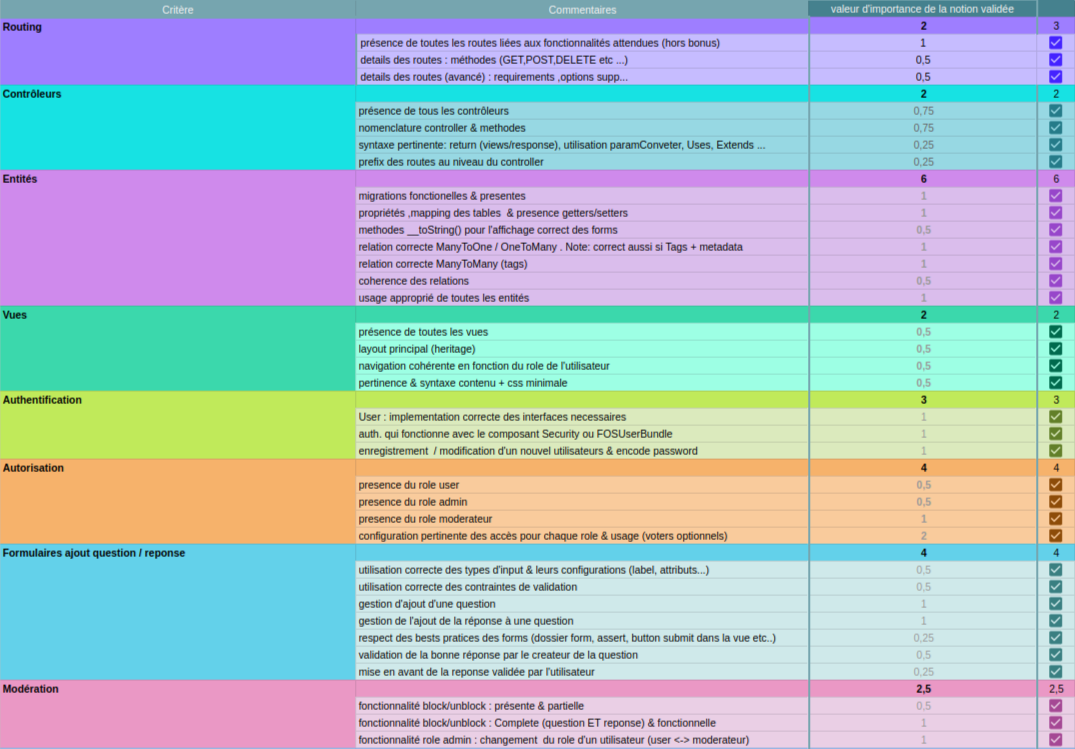 Critère Commentaires valeur d'importance de la notion validée
Routing 2 3
présence de toutes les routes liées aux fonctionnalités attendues (hors bonus) 1
details des routes : méthodes (GET,POST,DELETE etc ...) 0,5
details des routes (avancé) : requirements ,options supp... 0,5
Contrôleurs 2 2
présence de tous les contrôleurs 0,75
nomenclature controller & methodes 0,75
syntaxe pertinente: return (views/response), utilisation paramConveter, Uses, Extends ... 0,25
prefix des routes au niveau du controller 0,25
Entités 6 6
migrations fonctionelles & presentes 1
propriétés ,mapping des tables & presence getters/setters 1
methodes __toString() pour l'affichage correct des forms 0,5
relation correcte ManyToOne / OneToMany . Note: correct aussi si Tags + metadata 1
relation correcte ManyToMany (tags) 1
coherence des relations 0,5
usage approprié de toutes les entités 1
Vues 2 2
présence de toutes les vues 0,5
layout principal (heritage) 0,5
navigation cohérente en fonction du role de l'utilisateur 0,5
pertinence & syntaxe contenu + css minimale 0,5
Authentification 3 3
User : implementation correcte des interfaces necessaires 1
auth. qui fonctionne avec le composant Security ou FOSUserBundle 1
enregistrement / modification d'un nouvel utilisateurs & encode password 1
Autorisation 4 4
presence du role user 0,5
presence du role admin 0,5
presence du role moderateur 1
configuration pertinente des accès pour chaque role & usage (voters optionnels) 2
Formulaires ajout question / reponse 4 4
utilisation correcte des types d'input & leurs configurations (label, attributs...) 0,5
utilisation correcte des contraintes de validation 0,5
gestion d'ajout d'une question 1
gestion de l'ajout de la réponse à une question 1
respect des bests pratices des forms (dossier form, assert, button submit dans la vue etc..) 0,25
validation de la bonne réponse par le createur de la question 0,5
mise en avant de la reponse validée par l'utilisateur 0,25
Modération 2,5 2,5
fonctionalité block/unblock : présente & partielle 0,5
fonctionnalité block/unblock : Complete (question ET reponse) & fonctionnelle 1
fonctionnalité role admin : changement du role d'un utilisateur (user <-> moderateur) 1